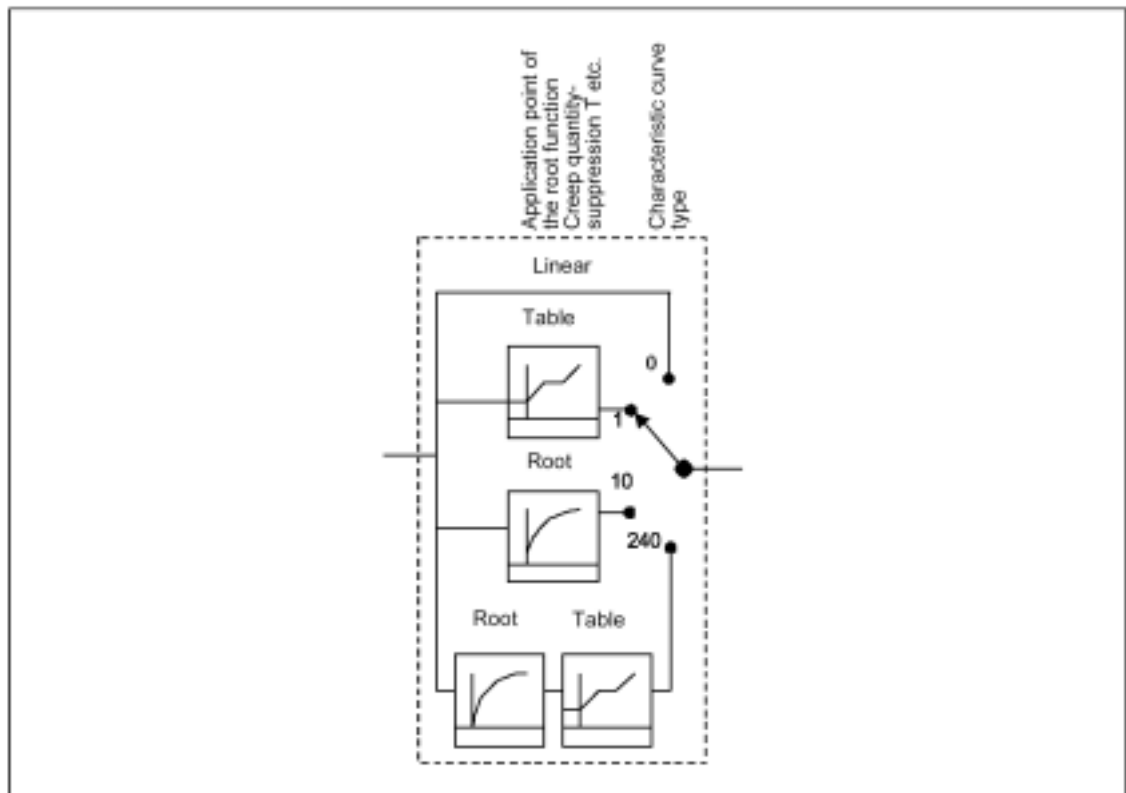 Application point of
the root function
Creep quantity-
suppression T etc.
Characteristic curve
type
Linear
Table
0
1
Root
10
240
Root Table